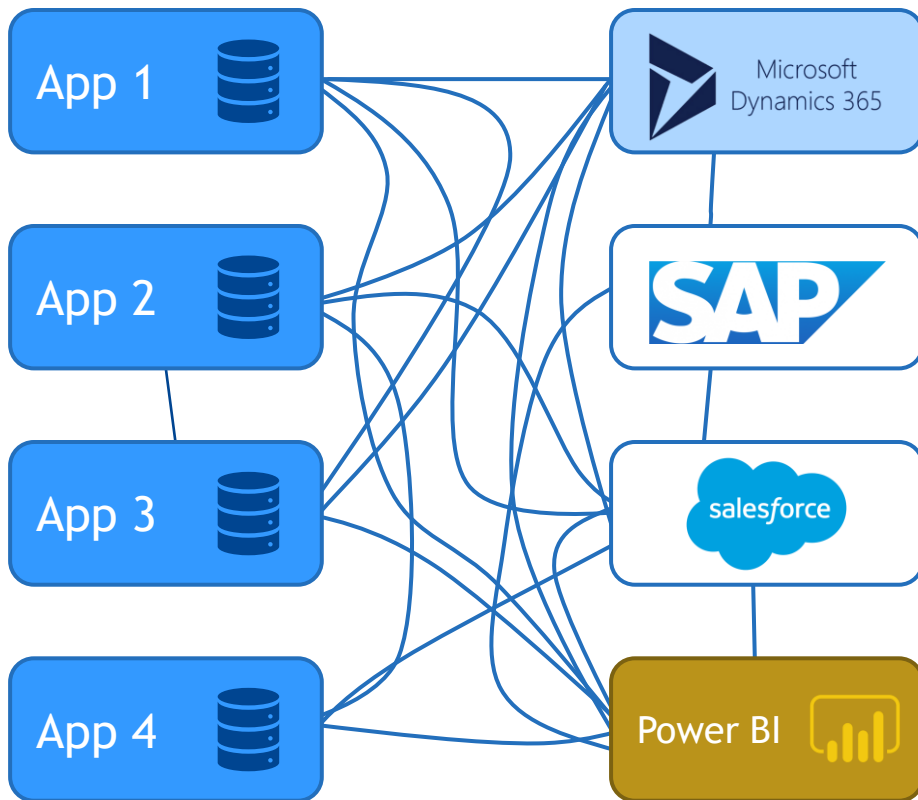 App 1
Microsoft
Dynamics 365
App 2
SAP
App 3
salesforce
App 4
Power BI